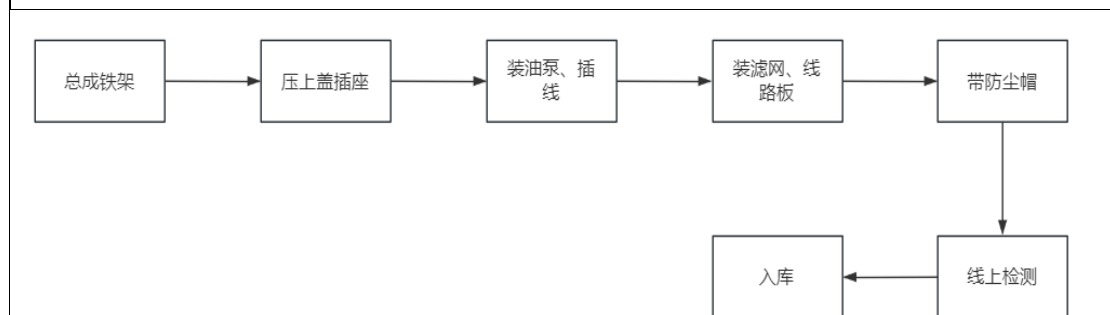 总成铁架
压上盖插座
装油泵、插
线
装滤网、线
路板
带防尘帽
线上检测
入库